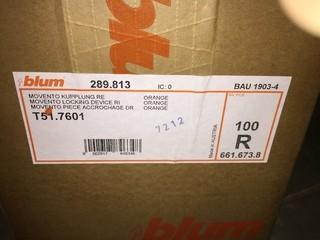 blum 289.813 IC: 0 BAU 1903-4
MOVENTO KUPPLUNG RE ORANGE
MOVENTO LOCKING DEVICE RI ORANGE
MOVENTO PIECE ACCROCHAGE DR ORANGE
T51.7601
7212
Made in AUSTRIA
100
R
661.673.8
blum